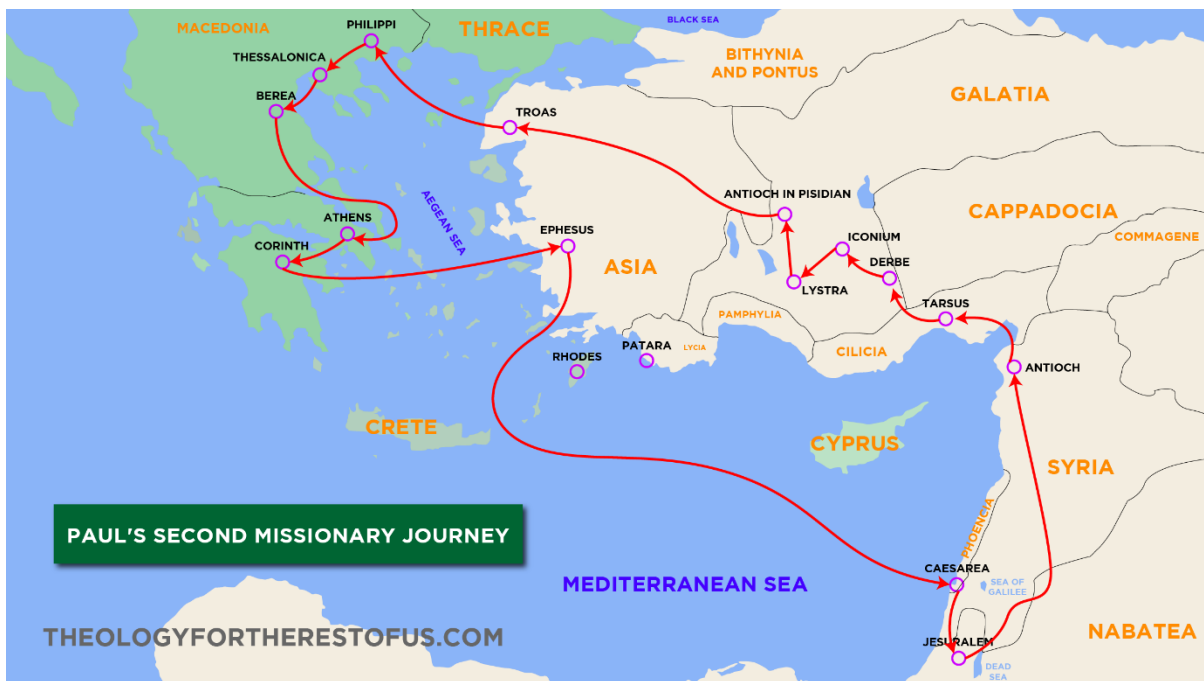 BLACK SEA
PHILIPPI
MACEDONIA
THRACE
THESSALONICA
BITHYNIA
AND PONTUS
BEREA
GALATIA
TROAS
ANTIOCH IN PISIDIAN
CAPPADOCIA
AEGEAN SEA
ATHENS
EPHESUS
ICONIUM
COMMAGENE
CORINTH
ASIA
DERBE
LYSTRA
TARSUS
PAMPHYLIA
LYCIA
PATARA
CILICIA
RHODES
ANTIOCH
CRETE
CYPRUS
SYRIA
PHOENCIA
PAUL'S SECOND MISSIONARY JOURNEY
CAESAREA
MEDITERRANEAN SEA
SEA OF
GALILEE
THEOLOGYFORTHERESTOFUS.COM
JESURALEM
NABATEA
DEAD
SEA